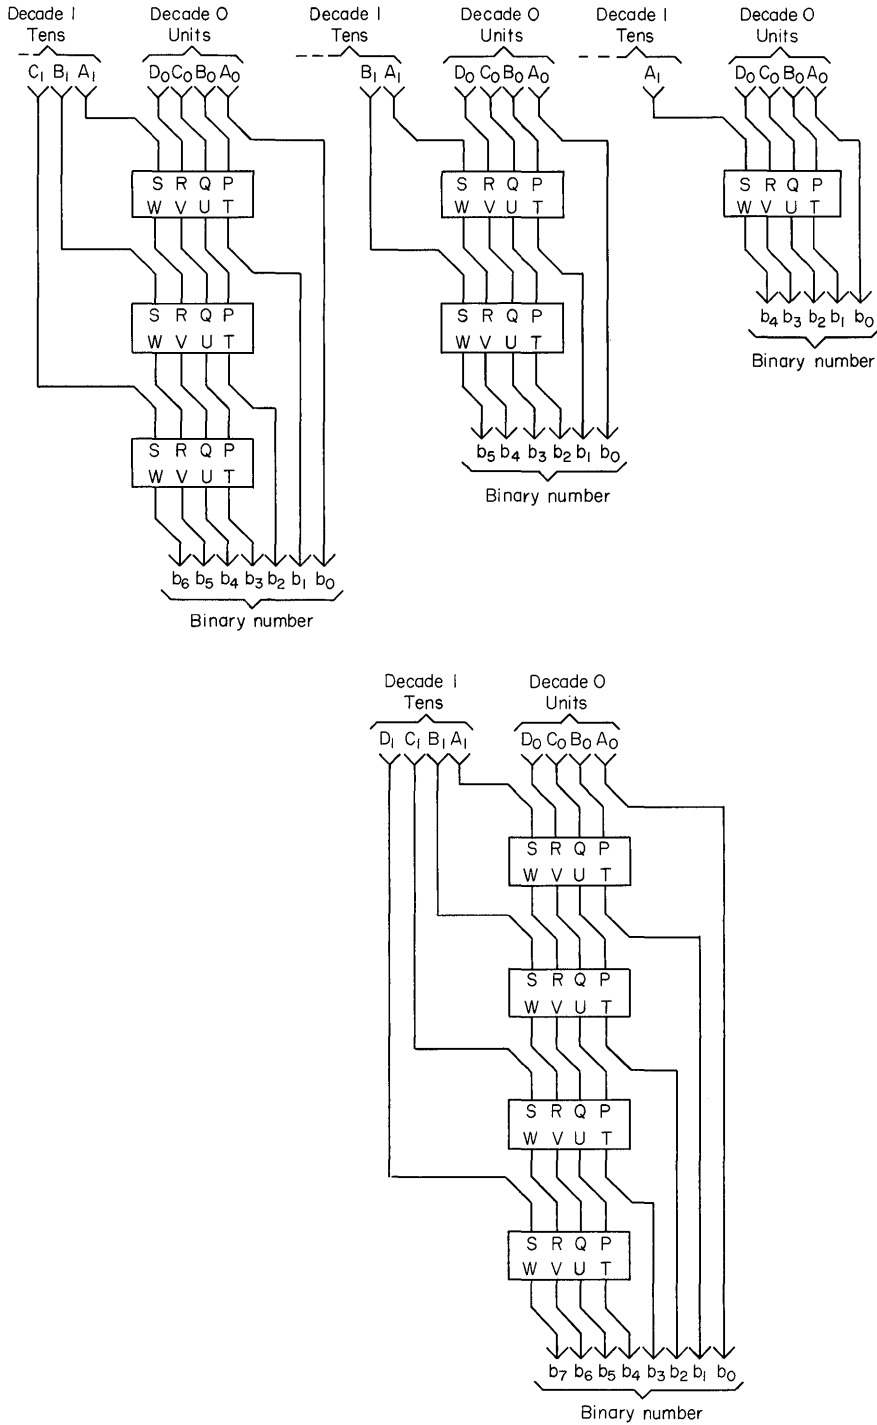 Decade 1
Tens
C₁ B₁ A₁
Decade 0
Units
D₀ C₀ B₀ A₀
S R Q P
W V U T
S R Q P
W V U T
S R Q P
W V U T
b₆ b₅ b₄ b₃ b₂ b₁ b₀
Binary number
Decade 1
Tens
B₁ A₁
Decade 0
Units
D₀ C₀ B₀ A₀
S R Q P
W V U T
S R Q P
W V U T
b₅ b₄ b₃ b₂ b₁ b₀
Binary number
Decade 1
Tens
A₁
Decade 0
Units
D₀ C₀ B₀ A₀
S R Q P
W V U T
b₄ b₃ b₂ b₁ b₀
Binary number
Decade 1
Tens
D₁ C₁ B₁ A₁
Decade 0
Units
D₀ C₀ B₀ A₀
S R Q P
W V U T
S R Q P
W V U T
S R Q P
W V U T
S R Q P
W V U T
b₇ b₆ b₅ b₄ b₃ b₂ b₁ b₀
Binary number